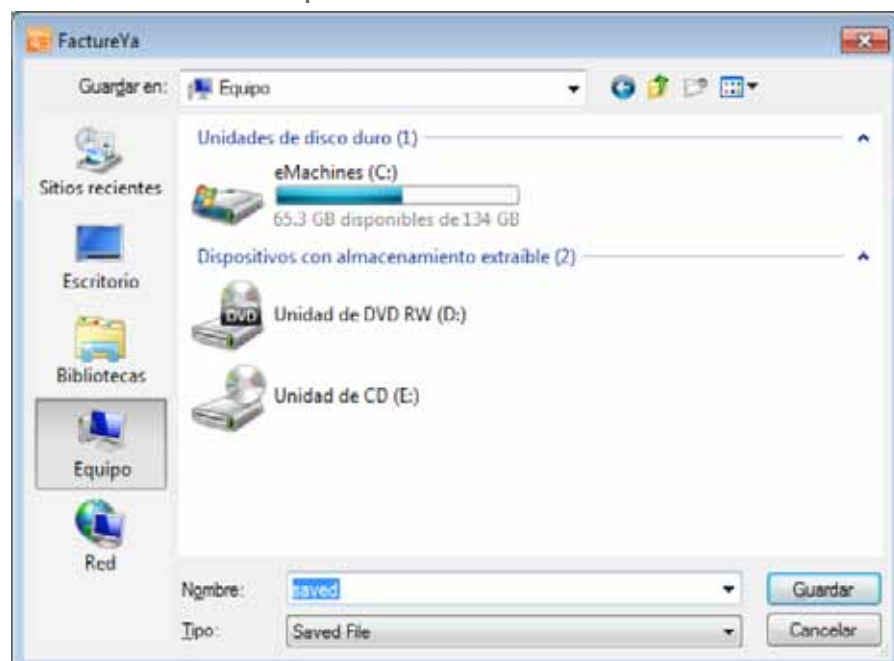 FactureYa
Guardar en:
Equipo
Sitios recientes
Escritorio
Bibliotecas
Equipo
Red
Unidades de disco duro (1)
eMachines (C:)
65.3 GB disponibles de 134 GB
Dispositivos con almacenamiento extraíble (2)
DVD
Unidad de DVD RW (D:)
Unidad de CD (E:)
Nombre:
saved
Guardar
Tipo:
Saved File
Cancelar